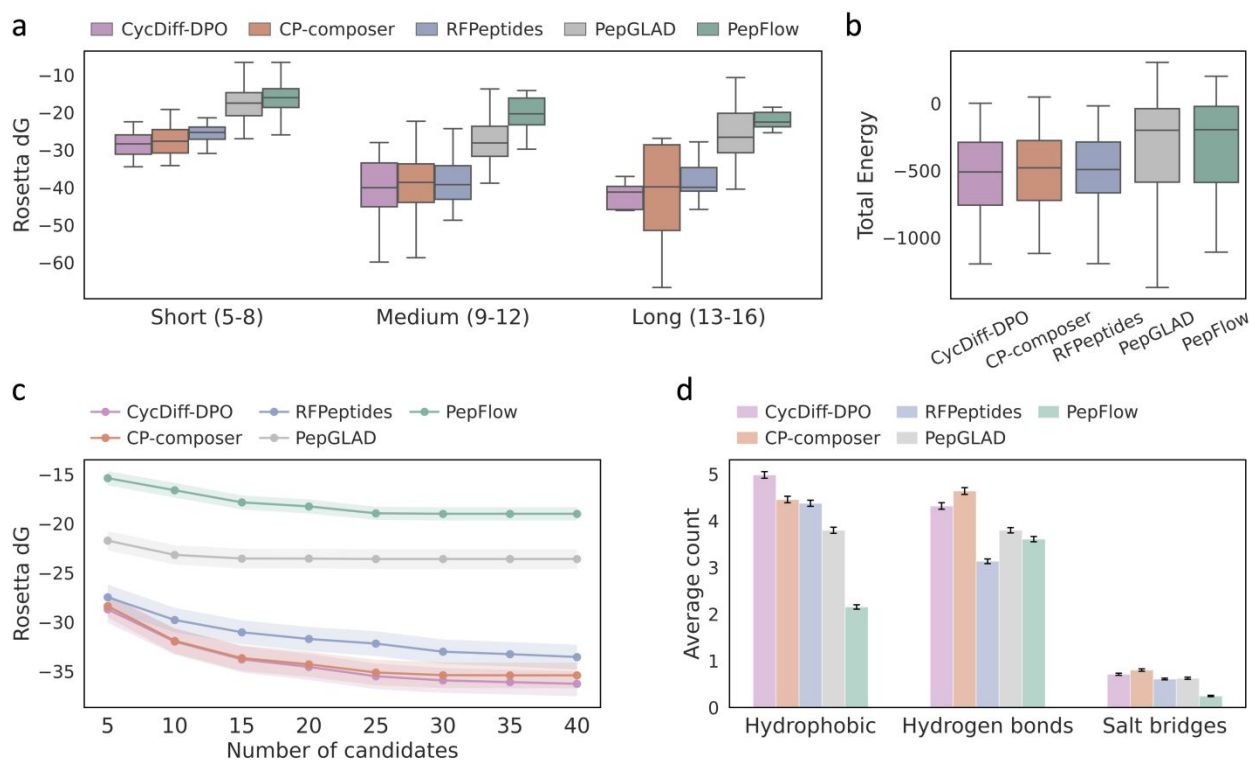 a
CycDiff-DPO CP-composer RFPeptides PepGLAD PepFlow
Rosetta dG
−10
−20
−30
−40
−50
−60
Short (5-8) Medium (9-12) Long (13-16)
b
Total Energy
0
−500
−1000
CycDiff-DPO CP-composer RFPeptides PepGLAD PepFlow
c
CycDiff-DPO RFPeptides PepFlow
CP-composer PepGLAD
Rosetta dG
−15
−20
−25
−30
−35
5 10 15 20 25 30 35 40
Number of candidates
d
CycDiff-DPO RFPeptides PepFlow
CP-composer PepGLAD
Average count
5
4
3
2
1
0
Hydrophobic Hydrogen bonds Salt bridges